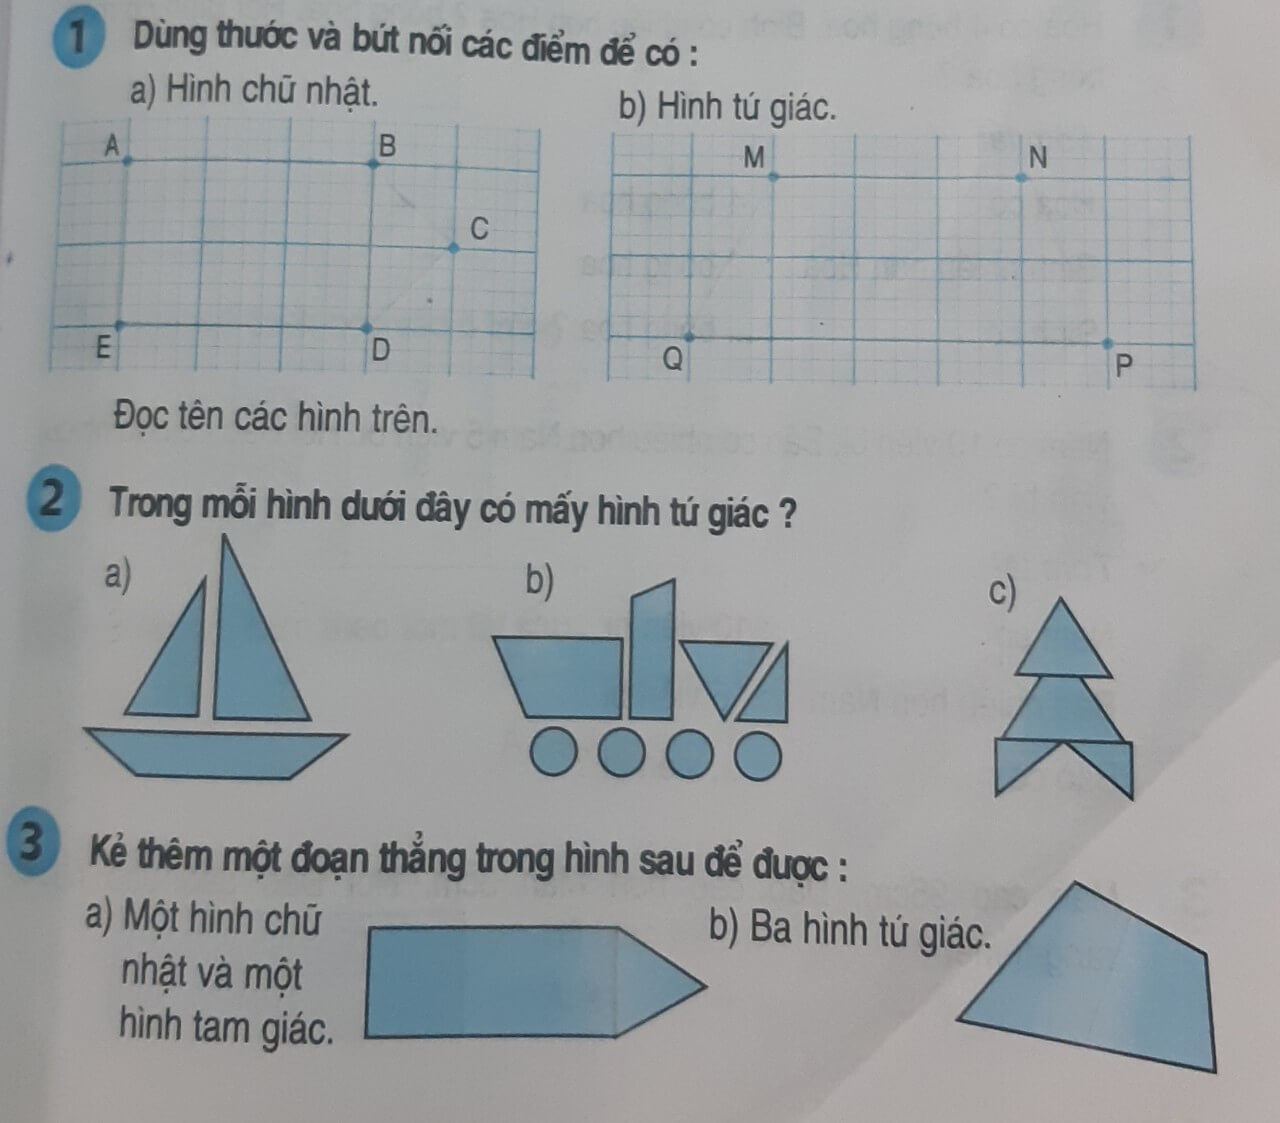 1 Dùng thước và bút nối các điểm để có :
a) Hình chữ nhật.
b) Hình tứ giác.
A B
C
E D
M N
Q P
Đọc tên các hình trên.
2 Trong mỗi hình dưới đây có mấy hình tứ giác ?
a) b) c)
3 Kẻ thêm một đoạn thẳng trong hình sau để được :
a) Một hình chữ
nhật và một
hình tam giác.
b) Ba hình tứ giác.